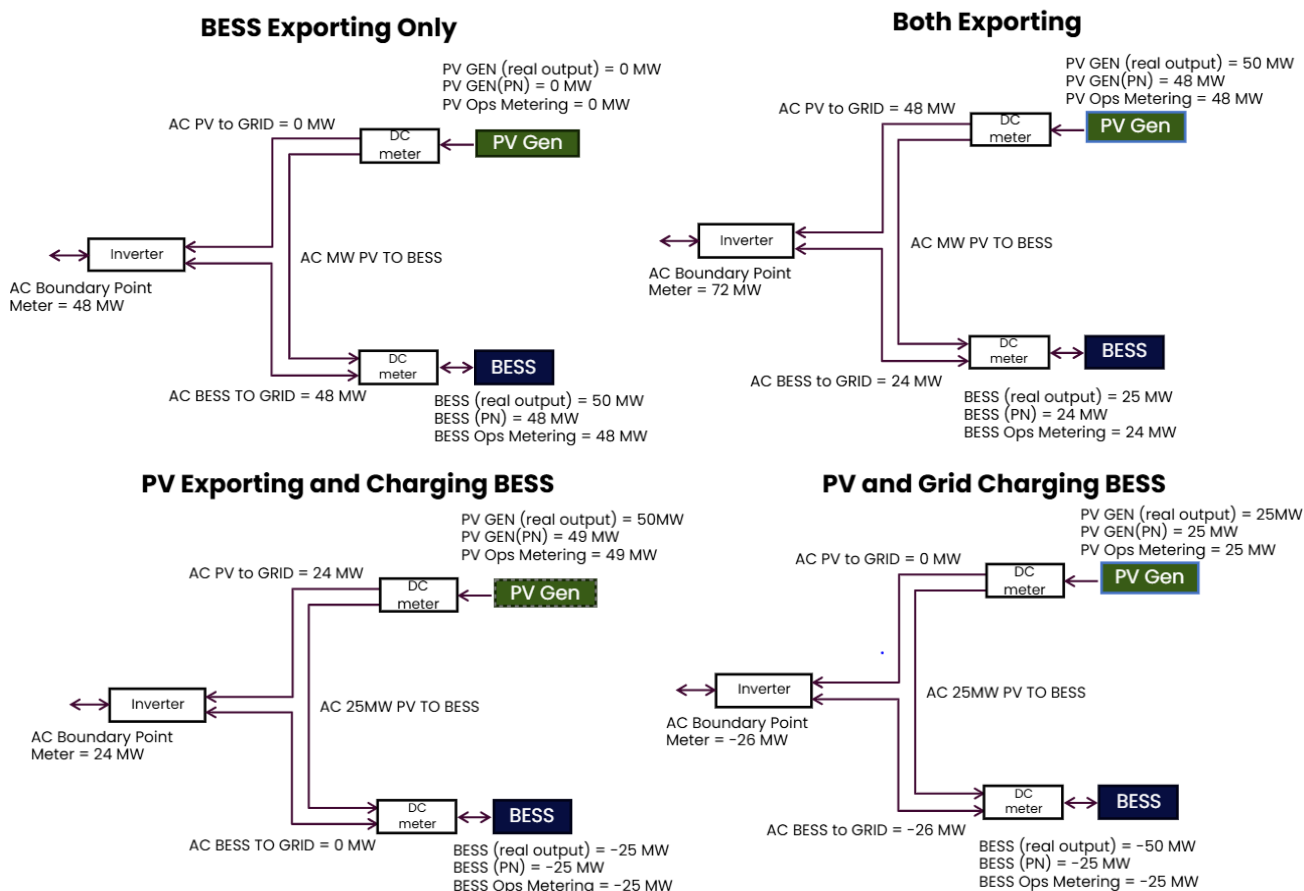 BESS Exporting Only
PV GEN (real output) = 0 MW
PV GEN(PN) = 0 MW
PV Ops Metering = 0 MW
AC PV to GRID = 0 MW
DC
meter
PV Gen
Inverter
AC MW PV TO BESS
AC Boundary Point
Meter = 48 MW
DC
meter
BESS
AC BESS TO GRID = 48 MW
BESS (real output) = 50 MW
BESS (PN) = 48 MW
BESS Ops Metering = 48 MW
Both Exporting
PV GEN (real output) = 50 MW
PV GEN(PN) = 48 MW
PV Ops Metering = 48 MW
AC PV to GRID = 48 MW
DC
meter
PV Gen
Inverter
AC MW PV TO BESS
AC Boundary Point
Meter = 72 MW
DC
meter
BESS
AC BESS to GRID = 24 MW
BESS (real output) = 25 MW
BESS (PN) = 24 MW
BESS Ops Metering = 24 MW
PV Exporting and Charging BESS
PV GEN (real output) = 50MW
PV GEN(PN) = 49 MW
PV Ops Metering = 49 MW
AC PV to GRID = 24 MW
DC
meter
PV Gen
Inverter
AC 25MW PV TO BESS
AC Boundary Point
Meter = 24 MW
DC
meter
BESS
AC BESS TO GRID = 0 MW
BESS (real output) = -25 MW
BESS (PN) = -25 MW
BESS Ops Metering = -25 MW
PV and Grid Charging BESS
PV GEN (real output) = 25MW
PV GEN(PN) = 25 MW
PV Ops Metering = 25 MW
AC PV to GRID = 0 MW
DC
meter
PV Gen
Inverter
AC 25MW PV TO BESS
AC Boundary Point
Meter = -26 MW
DC
meter
BESS
AC BESS to GRID = -26 MW
BESS (real output) = -50 MW
BESS (PN) = -25 MW
BESS Ops Metering = -25 MW